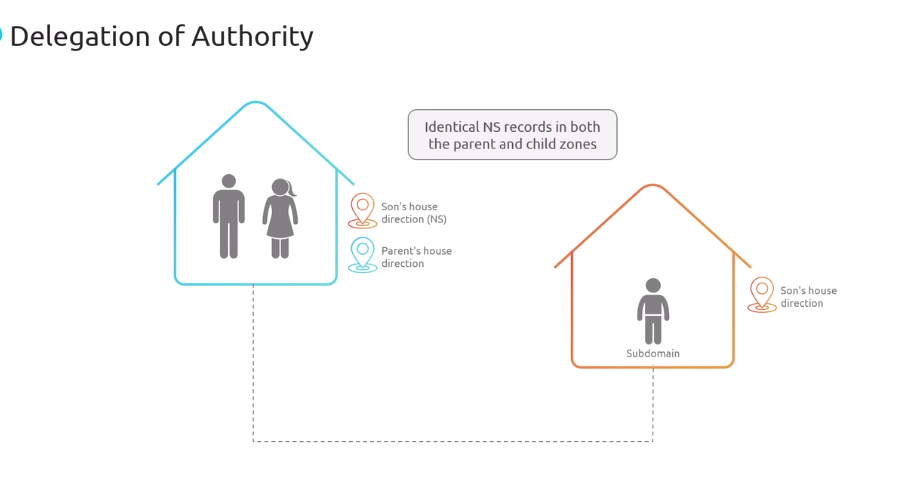 Delegation of Authority
Identical NS records in both
the parent and child zones
Son's house
direction (NS)
Parent's house
direction
Son's house
direction
Subdomain